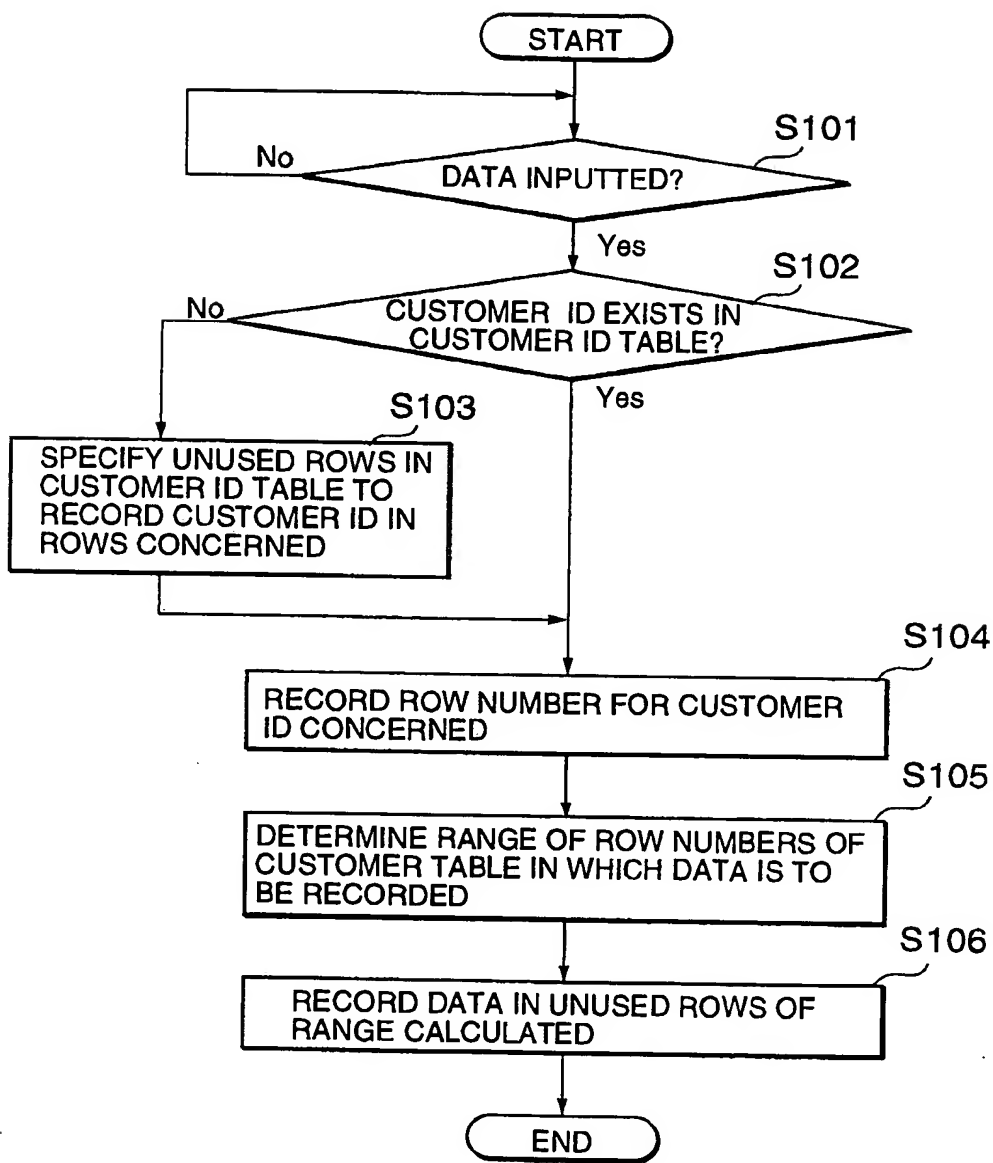 START
S101
No
DATA INPUTTED?
Yes
S102
No
CUSTOMER ID EXISTS IN
CUSTOMER ID TABLE?
Yes
S103
SPECIFY UNUSED ROWS IN
CUSTOMER ID TABLE TO
RECORD CUSTOMER ID IN
ROWS CONCERNED
S104
RECORD ROW NUMBER FOR CUSTOMER
ID CONCERNED
S105
DETERMINE RANGE OF ROW NUMBERS OF
CUSTOMER TABLE IN WHICH DATA IS TO
BE RECORDED
S106
RECORD DATA IN UNUSED ROWS OF
RANGE CALCULATED
END